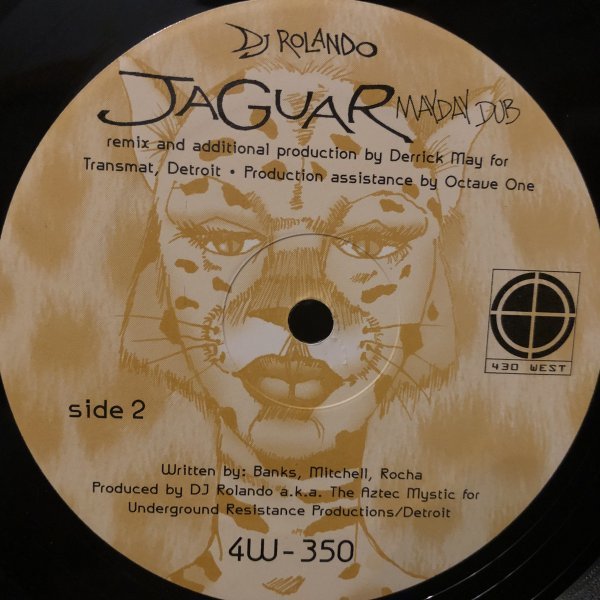 DJ ROLANDO
JAGUAR MAYDAY DUB
remix and additional production by Derrick May for
Transmat, Detroit • Production assistance by Octave One
430 WEST
side 2
Written by: Banks, Mitchell, Rocha
Produced by DJ Rolando a.k.a. The Aztec Mystic for
Underground Resistance Productions/Detroit
4W-350